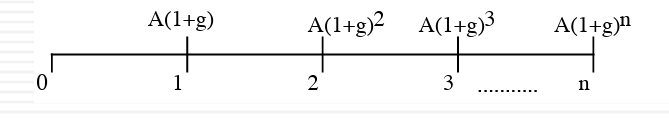 A(1+g) A(1+g)² A(1+g)³ A(1+g)ⁿ
0 1 2 3 ........... n